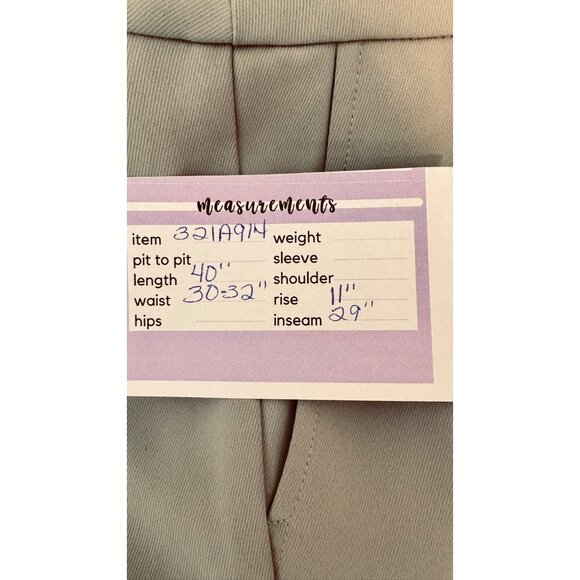 measurements
item 321A914 weight
pit to pit sleeve
length 40" shoulder
waist 30-32" rise 11"
hips inseam 29"